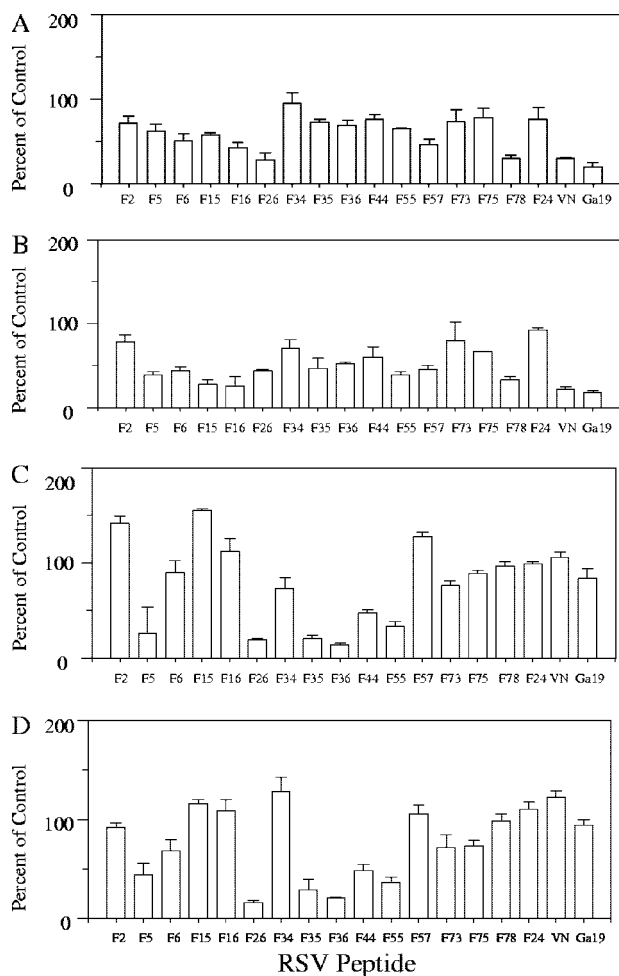 A
Percent of Control
200
100
0
F2 F5 F6 F15 F16 F26 F34 F35 F36 F44 F55 F57 F73 F75 F78 F24 VN Ga19
B
Percent of Control
200
100
0
F2 F5 F6 F15 F16 F26 F34 F35 F36 F44 F55 F57 F73 F75 F78 F24 VN Ga19
C
Percent of Control
200
100
0
F2 F5 F6 F15 F16 F26 F34 F35 F36 F44 F55 F57 F73 F75 F78 F24 VN Ga19
D
Percent of Control
200
100
0
F2 F5 F6 F15 F16 F26 F34 F35 F36 F44 F55 F57 F73 F75 F78 F24 VN Ga19
RSV Peptide